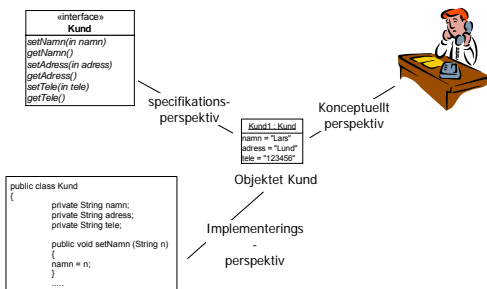 «interface»
Kund
setNamn(in namn)
getNamn()
setAdress(in adress)
getAdress()
setTele(in tele)
getTele()
specifikations-
perspektiv
Konceptuellt
perspektiv
Kund1 : Kund
namn = "Lars"
adress = "Lund"
tele = "123456"
Objektet Kund
public class Kund
{
private String namn;
private String adress;
private String tele;
public void setNamn (String n)
{
namn = n;
}
.....
Implementerings
-
perspektiv